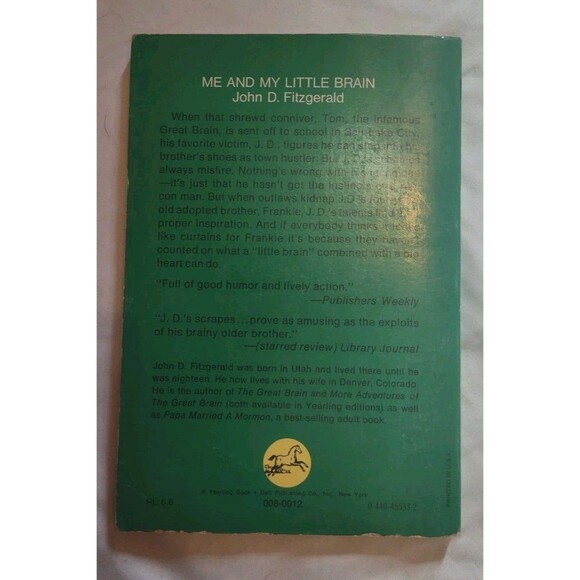 ME AND MY LITTLE BRAIN
John D. Fitzgerald
When that shrewd conniver, Tom, the infamous
Great Brain, is sent off to school in Salt Lake City,
his favorite victim, J. D., figures he can step into his
brother's shoes as town hustler. But J. D.'s
always misfire. Nothing's wrong with his
—it's just that he hasn't got the instincts of a
con man. But when outlaws kidnap J.D.'s
old adopted brother, Frankie, J. D.'s talents find
proper inspiration. And if everybody thinks it looks
like curtains for Frankie it's because they
counted on what a "little brain" combined with a big
heart can do.
"Full of good humor and lively action."
—Publishers Weekly
"J. D.'s scrapes...prove as amusing as the exploits
of his brainy older brother."
—(starred review) Library Journal
John D. Fitzgerald was born in Utah and lived there until he
was eighteen. He now lives with his wife in Denver, Colorado.
He is the author of The Great Brain and More Adventures of
The Great Brain (both available in Yearling editions) as well
as Papa Married A Mormon, a best-selling adult book.
A Yearling Book • Dell Publishing Co., Inc., New York
008-0012
PRINTED IN U.S.A.